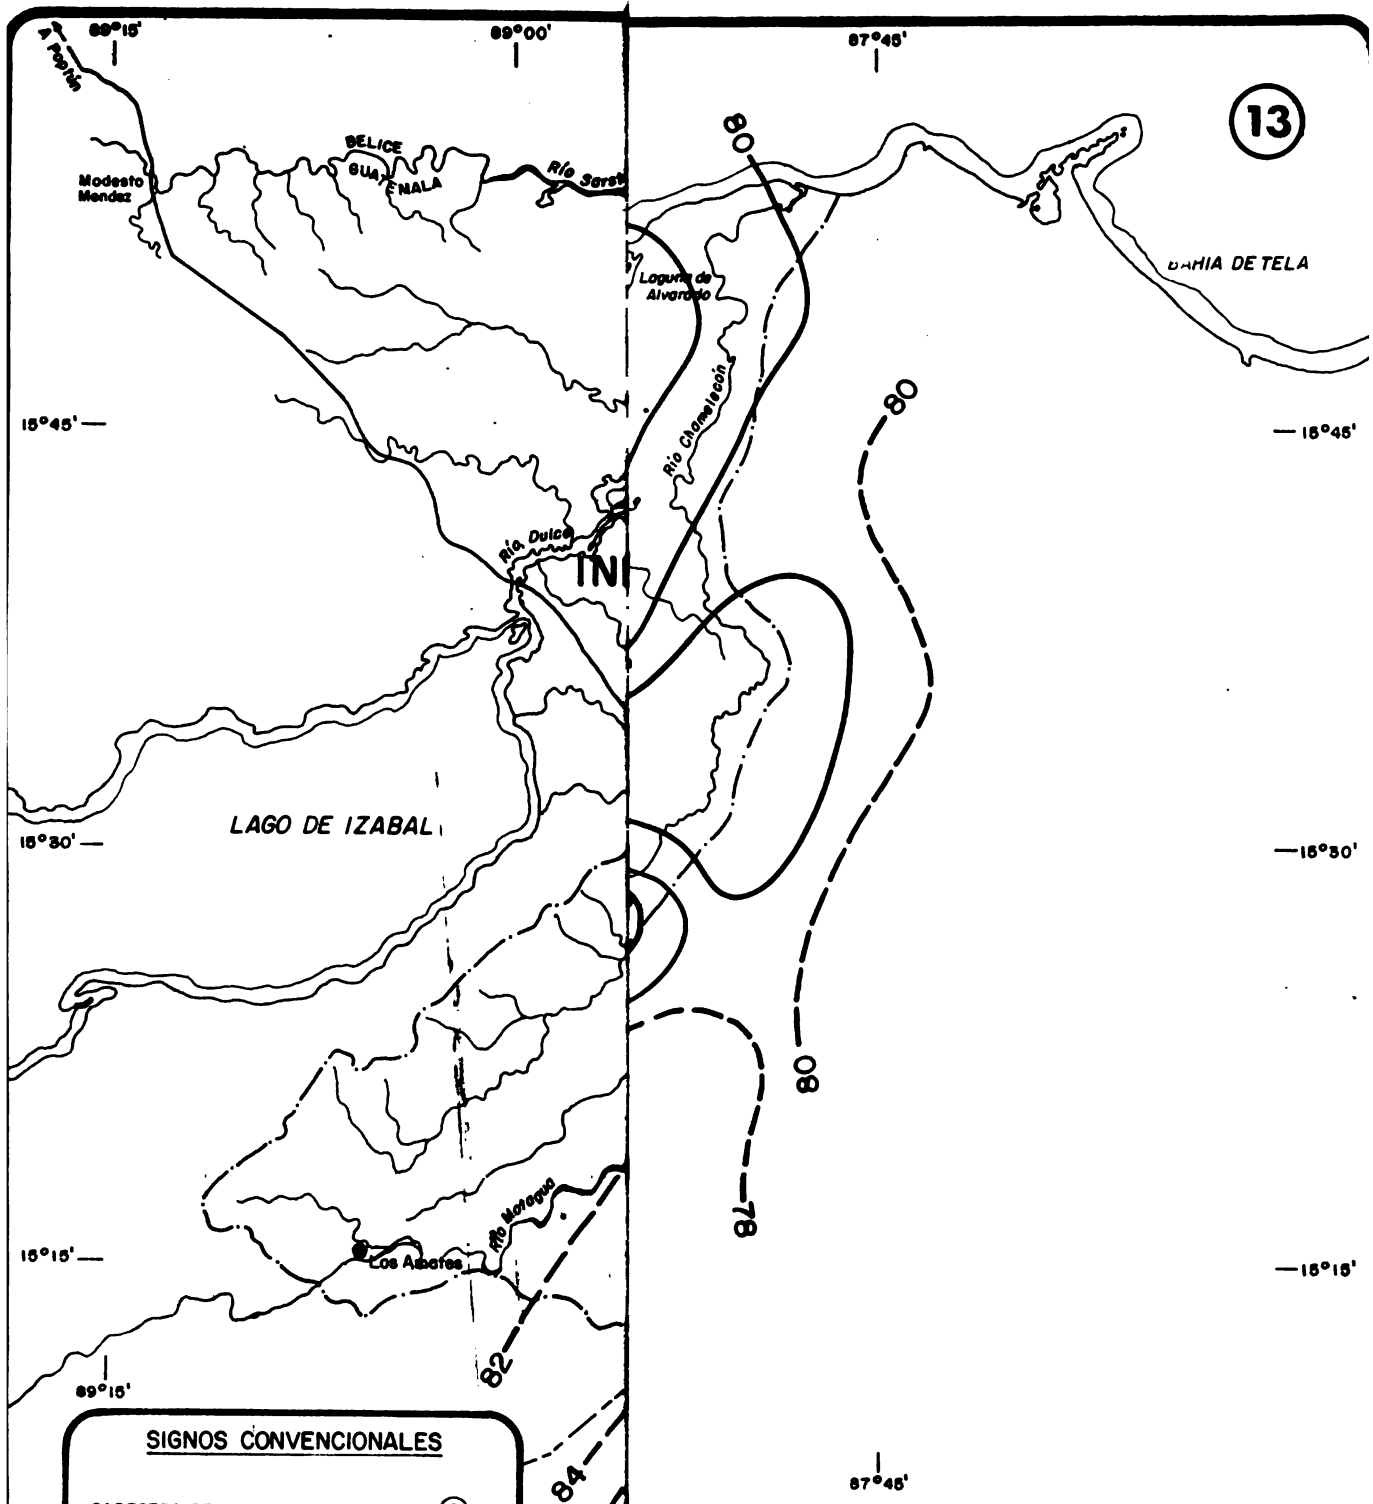 89°15'
89°00'
87°45'
A Poptún
13
80
BELICE
GUATEMALA
Río Sarst
Modesto
Mendez
BAHIA DE TELA
Laguna de
Alvarado
Río Chamelecón
80
15°45'
15°45'
Río Dulce
INI
LAGO DE IZABAL
15°30'
15°30'
80
Río Motagua
78
15°15'
Los Amates
15°15'
82
89°15'
SIGNOS CONVENCIONALES
84
87°45'